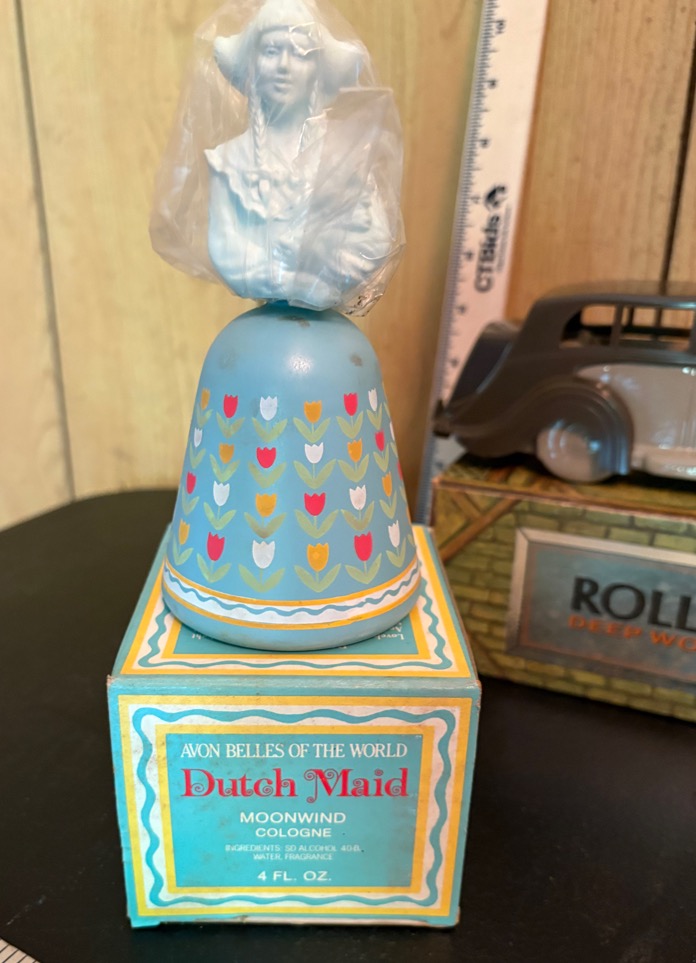 CTBids
AVON BELLES OF THE WORLD
Dutch Maid
MOONWIND
COLOGNE
INGREDIENTS: SD ALCOHOL 40-B,
WATER, FRAGRANCE
4 FL. OZ.
ROLL
DEEP WO